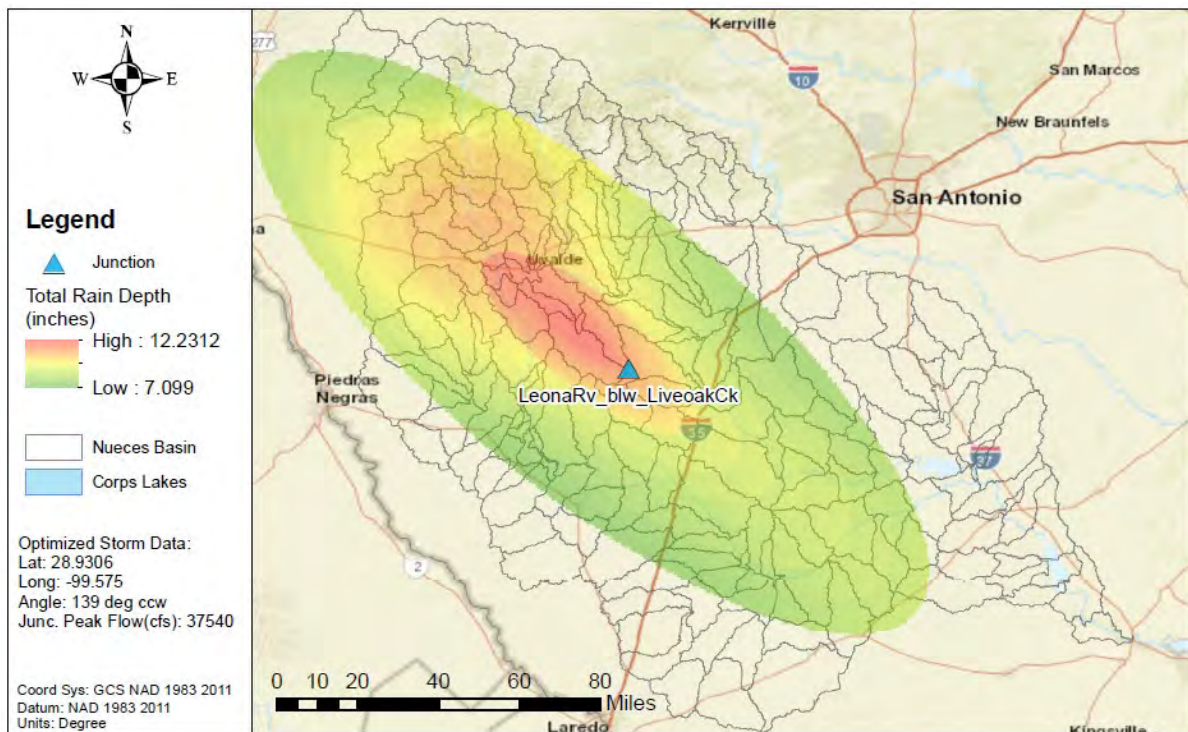 N
W E
S
Legend
Junction
Total Rain Depth
(inches)
High : 12.2312
Low : 7.099
Nueces Basin
Corps Lakes
Optimized Storm Data:
Lat: 28.9306
Long: -99.575
Angle: 139 deg ccw
Junc. Peak Flow(cfs): 37540
Coord Sys: GCS NAD 1983 2011
Datum: NAD 1983 2011
Units: Degree
277
Kerrville
10
San Marcos
New Braunfels
San Antonio
na
Uvalde
Piedras
Negras
LeonaRv_blw_LiveoakCk
35
37
2
0 10 20 40 60 80
Miles
Laredo
Kingsville